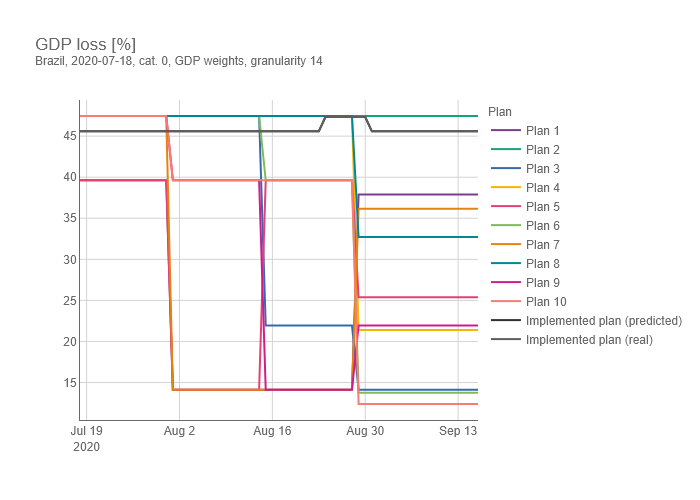 GDP loss [%]
Brazil, 2020-07-18, cat. 0, GDP weights, granularity 14
45
40
35
30
25
20
15
Jul 19
2020
Aug 2
Aug 16
Aug 30
Sep 13
Plan
Plan 1
Plan 2
Plan 3
Plan 4
Plan 5
Plan 6
Plan 7
Plan 8
Plan 9
Plan 10
Implemented plan (predicted)
Implemented plan (real)